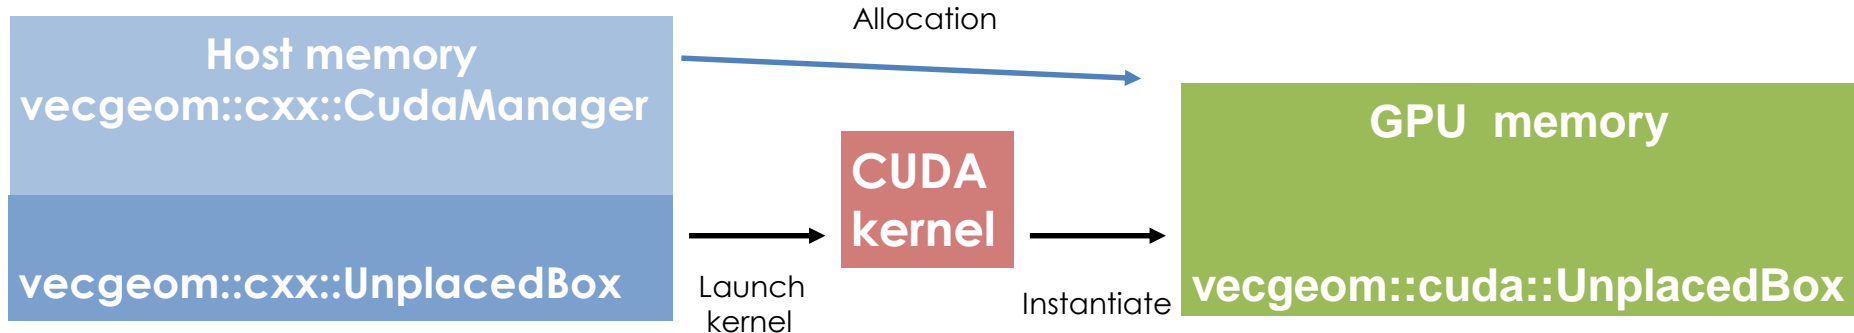 Allocation
Host memory
vecgeom::cxx::CudaManager
GPU memory
CUDA
kernel
vecgeom::cxx::UnplacedBox
Launch
kernel
Instantiate
vecgeom::cuda::UnplacedBox